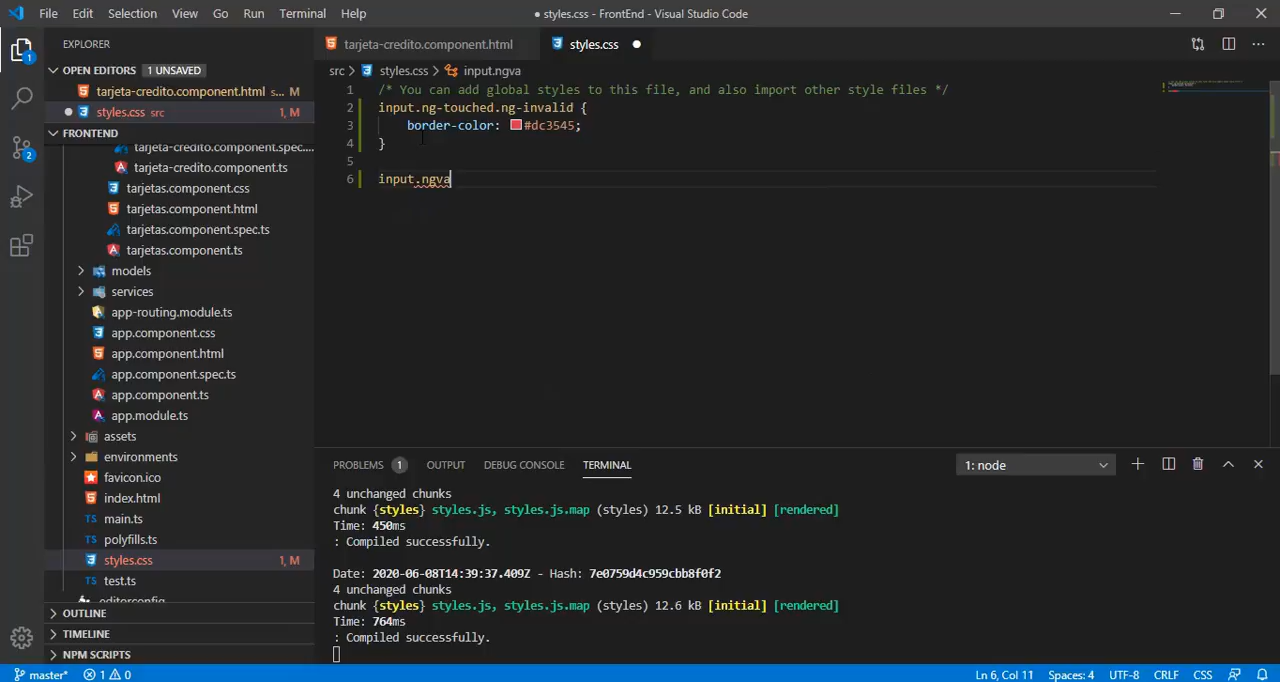 File Edit Selection View Go Run Terminal Help
● styles.css - FrontEnd - Visual Studio Code
EXPLORER
OPEN EDITORS 1 UNSAVED
tarjeta-credito.component.html s... M
styles.css src 1, M
FRONTEND
tarjeta-credito.component.spec....
tarjeta-credito.component.ts
tarjetas.component.css
tarjetas.component.html
tarjetas.component.spec.ts
tarjetas.component.ts
models
services
app-routing.module.ts
app.component.css
app.component.html
app.component.spec.ts
app.component.ts
app.module.ts
assets
environments
favicon.ico
index.html
main.ts
polyfills.ts
styles.css 1, M
test.ts
.editorconfig
OUTLINE
TIMELINE
NPM SCRIPTS
1
2
tarjeta-credito.component.html
styles.css
src > styles.css > input.ngva
1 /* You can add global styles to this file, and also import other style files */
2 input.ng-touched.ng-invalid {
3 border-color: #dc3545;
4 }
5
6 input.ngva
PROBLEMS 1 OUTPUT DEBUG CONSOLE TERMINAL
1: node
4 unchanged chunks
chunk {styles} styles.js, styles.js.map (styles) 12.5 kB [initial] [rendered]
Time: 450ms
: Compiled successfully.
Date: 2020-06-08T14:39:37.409Z - Hash: 7e0759d4c959cbb8f0f2
4 unchanged chunks
chunk {styles} styles.js, styles.js.map (styles) 12.6 kB [initial] [rendered]
Time: 764ms
: Compiled successfully.
master* 1 0
Ln 6, Col 11 Spaces: 4 UTF-8 CRLF CSS